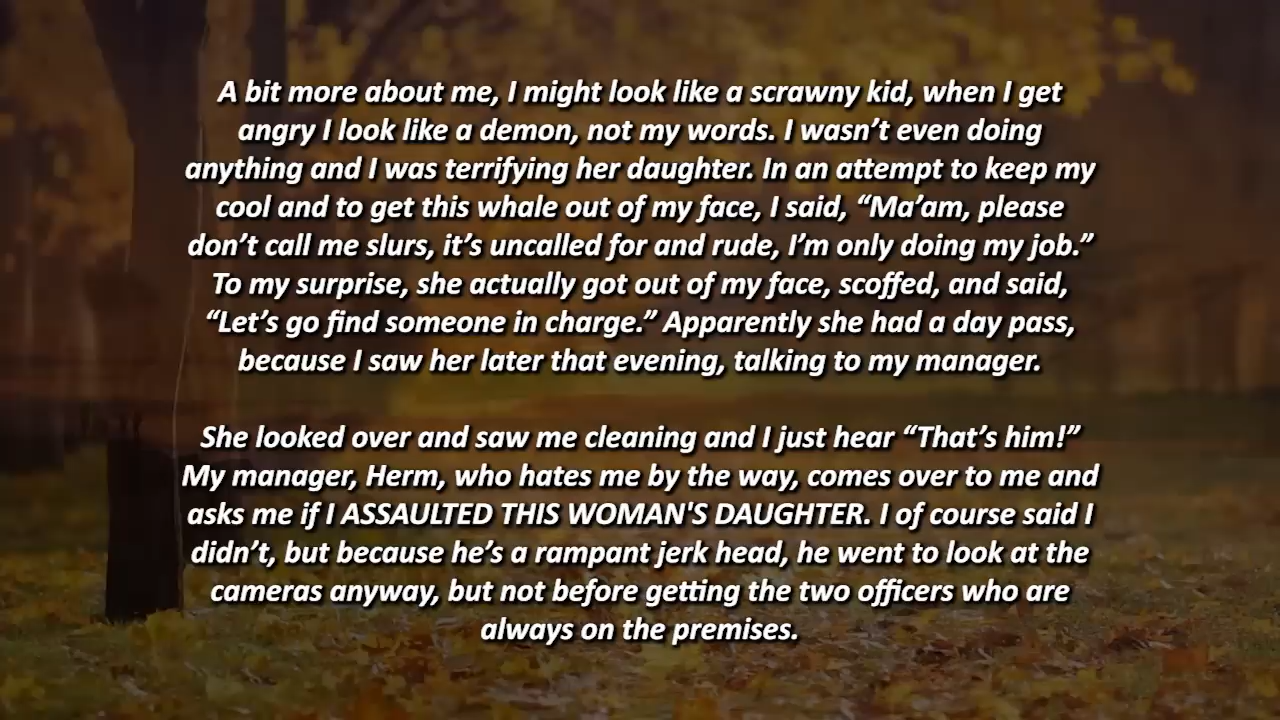 A bit more about me, I might look like a scrawny kid, when I get
angry I look like a demon, not my words. I wasn’t even doing
anything and I was terrifying her daughter. In an attempt to keep my
cool and to get this whale out of my face, I said, “Ma’am, please
don’t call me slurs, it’s uncalled for and rude, I’m only doing my job.”
To my surprise, she actually got out of my face, scoffed, and said,
“Let’s go find someone in charge.” Apparently she had a day pass,
because I saw her later that evening, talking to my manager.
She looked over and saw me cleaning and I just hear “That’s him!”
My manager, Herm, who hates me by the way, comes over to me and
asks me if I ASSAULTED THIS WOMAN'S DAUGHTER. I of course said I
didn’t, but because he’s a rampant jerk head, he went to look at the
cameras anyway, but not before getting the two officers who are
always on the premises.